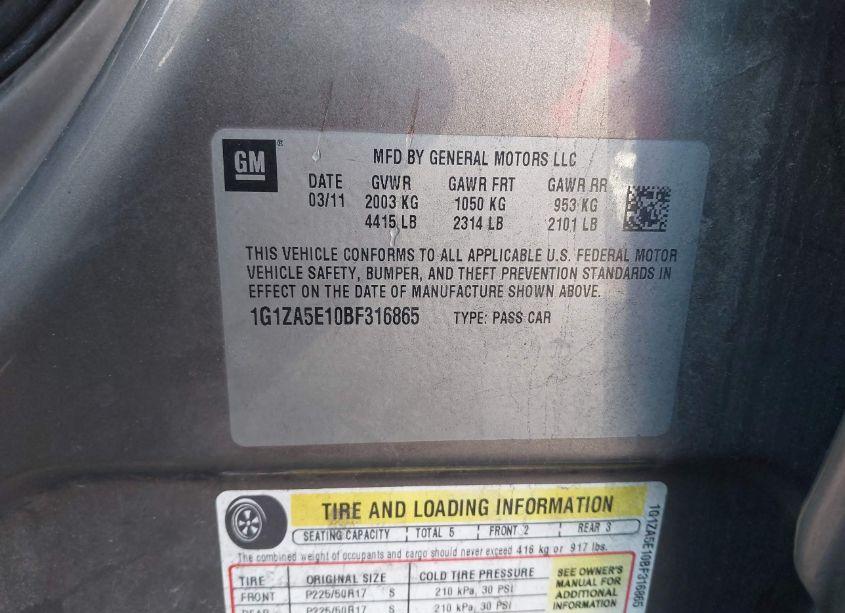 GM ®
MFD BY GENERAL MOTORS LLC
DATE GVWR GAWR FRT GAWR RR
03/11 2003 KG 1050 KG 953 KG
4415 LB 2314 LB 2101 LB
THIS VEHICLE CONFORMS TO ALL APPLICABLE U.S. FEDERAL MOTOR
VEHICLE SAFETY, BUMPER, AND THEFT PREVENTION STANDARDS IN
EFFECT ON THE DATE OF MANUFACTURE SHOWN ABOVE.
1G1ZA5E10BF316865 TYPE: PASS CAR
TIRE AND LOADING INFORMATION
SEATING CAPACITY TOTAL 5 FRONT 2 REAR 3
The combined weight of occupants and cargo should never exceed 416 kg or 917 lbs.
TIRE ORIGINAL SIZE COLD TIRE PRESSURE
FRONT P225/50R17 S 210 kPa, 30 PSI
REAR P225/50R17 S 210 kPa, 30 PSI
SEE OWNER'S
MANUAL FOR
ADDITIONAL
INFORMATION
1G1ZA5E10BF316865